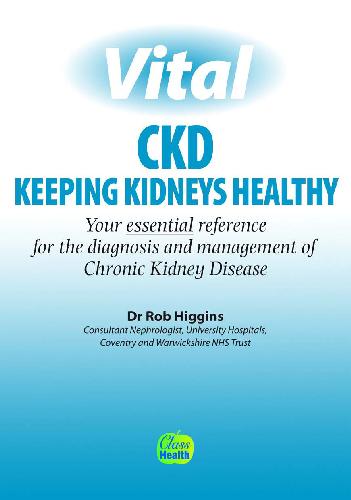 Vital
CKD
KEEPING KIDNEYS HEALTHY
Your essential reference
for the diagnosis and management of
Chronic Kidney Disease
Dr Rob Higgins
Consultant Nephrologist, University Hospitals,
Coventry and Warwickshire NHS Trust
Class
Health